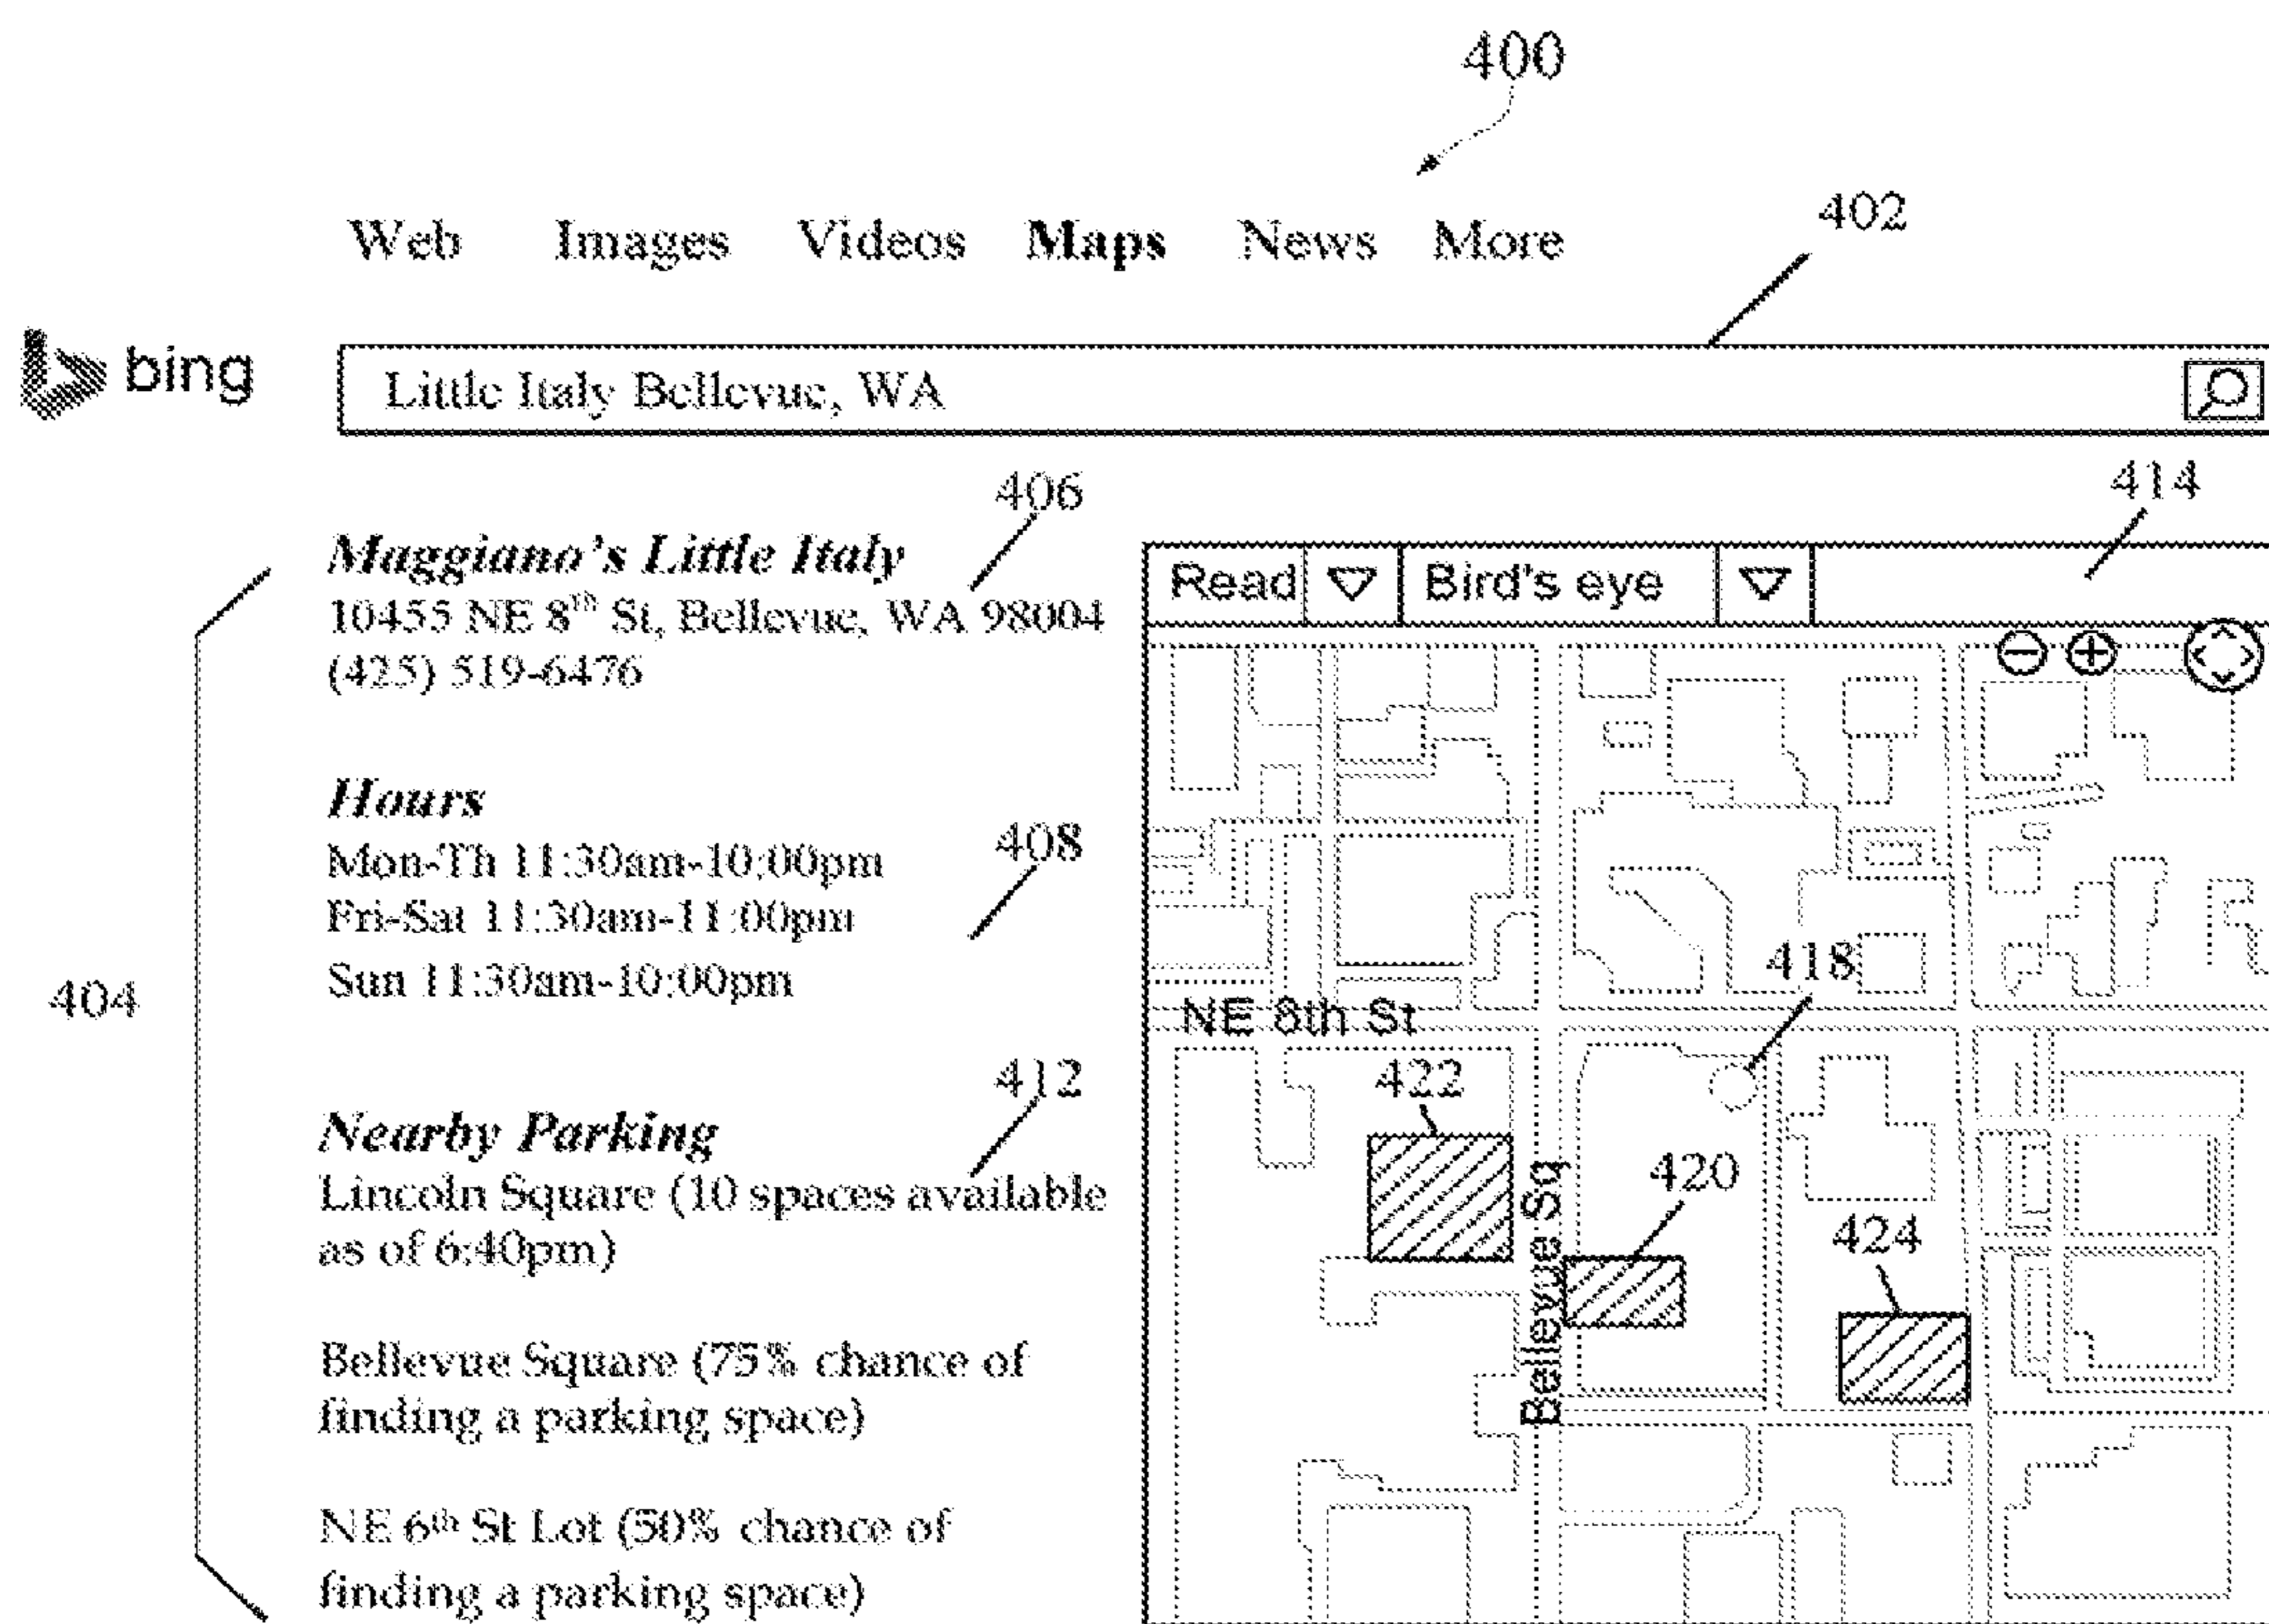 400
402
Web Images Videos Maps News More
bing
Little Italy Bellevue, WA
406
414
Maggiano's Little Italy
10455 NE 8th St, Bellevue, WA 98004
(425) 519-6476
Read Bird's eye
Hours
408
Mon-Th 11:30am-10:00pm
Fri-Sat 11:30am-11:00pm
Sun 11:30am-10:00pm
404
418
NE 8th St
412
422
Nearby Parking
Lincoln Square (10 spaces available
as of 6:40pm)
420
Bellevue Sq
424
Bellevue Square (75% chance of
finding a parking space)
NE 6th St Lot (50% chance of
finding a parking space)